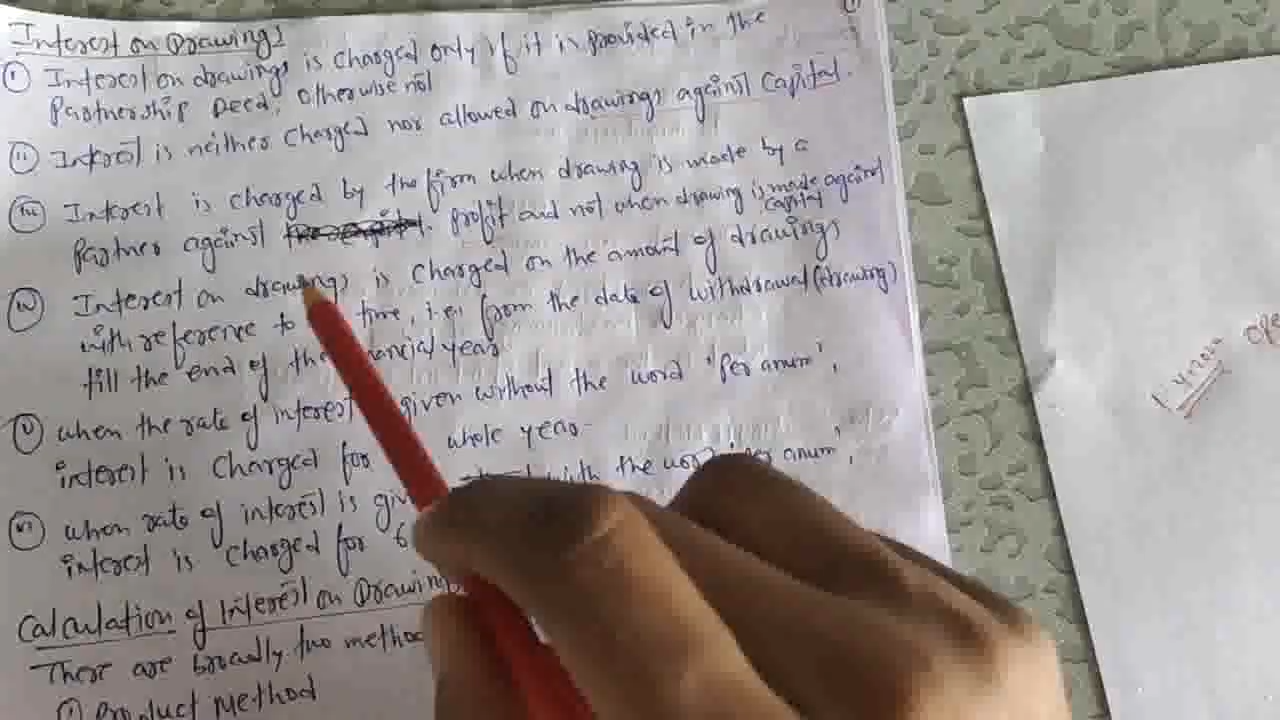 Interest on Drawings
(i) Interest on drawings is charged only if it is provided in the
Partnership Deed, otherwise not
(ii) Interest is neither charged nor allowed on drawings against capital.
(iii) Interest is charged by the firm when drawing is made by a
Partner against profit and not when drawing is made against
capital
(iv) Interest on drawings is charged on the amount of drawings
with reference to time, i.e. from the date of withdrawal (drawing)
till the end of the financial year
(v) when the rate of interest given without the word 'Per anum',
interest is charged for whole year-
(vi) when rate of interest is with the word anum',
interest is charged for 6
Calculation of Interest on Drawing
There are broadly two
(i) Product Method